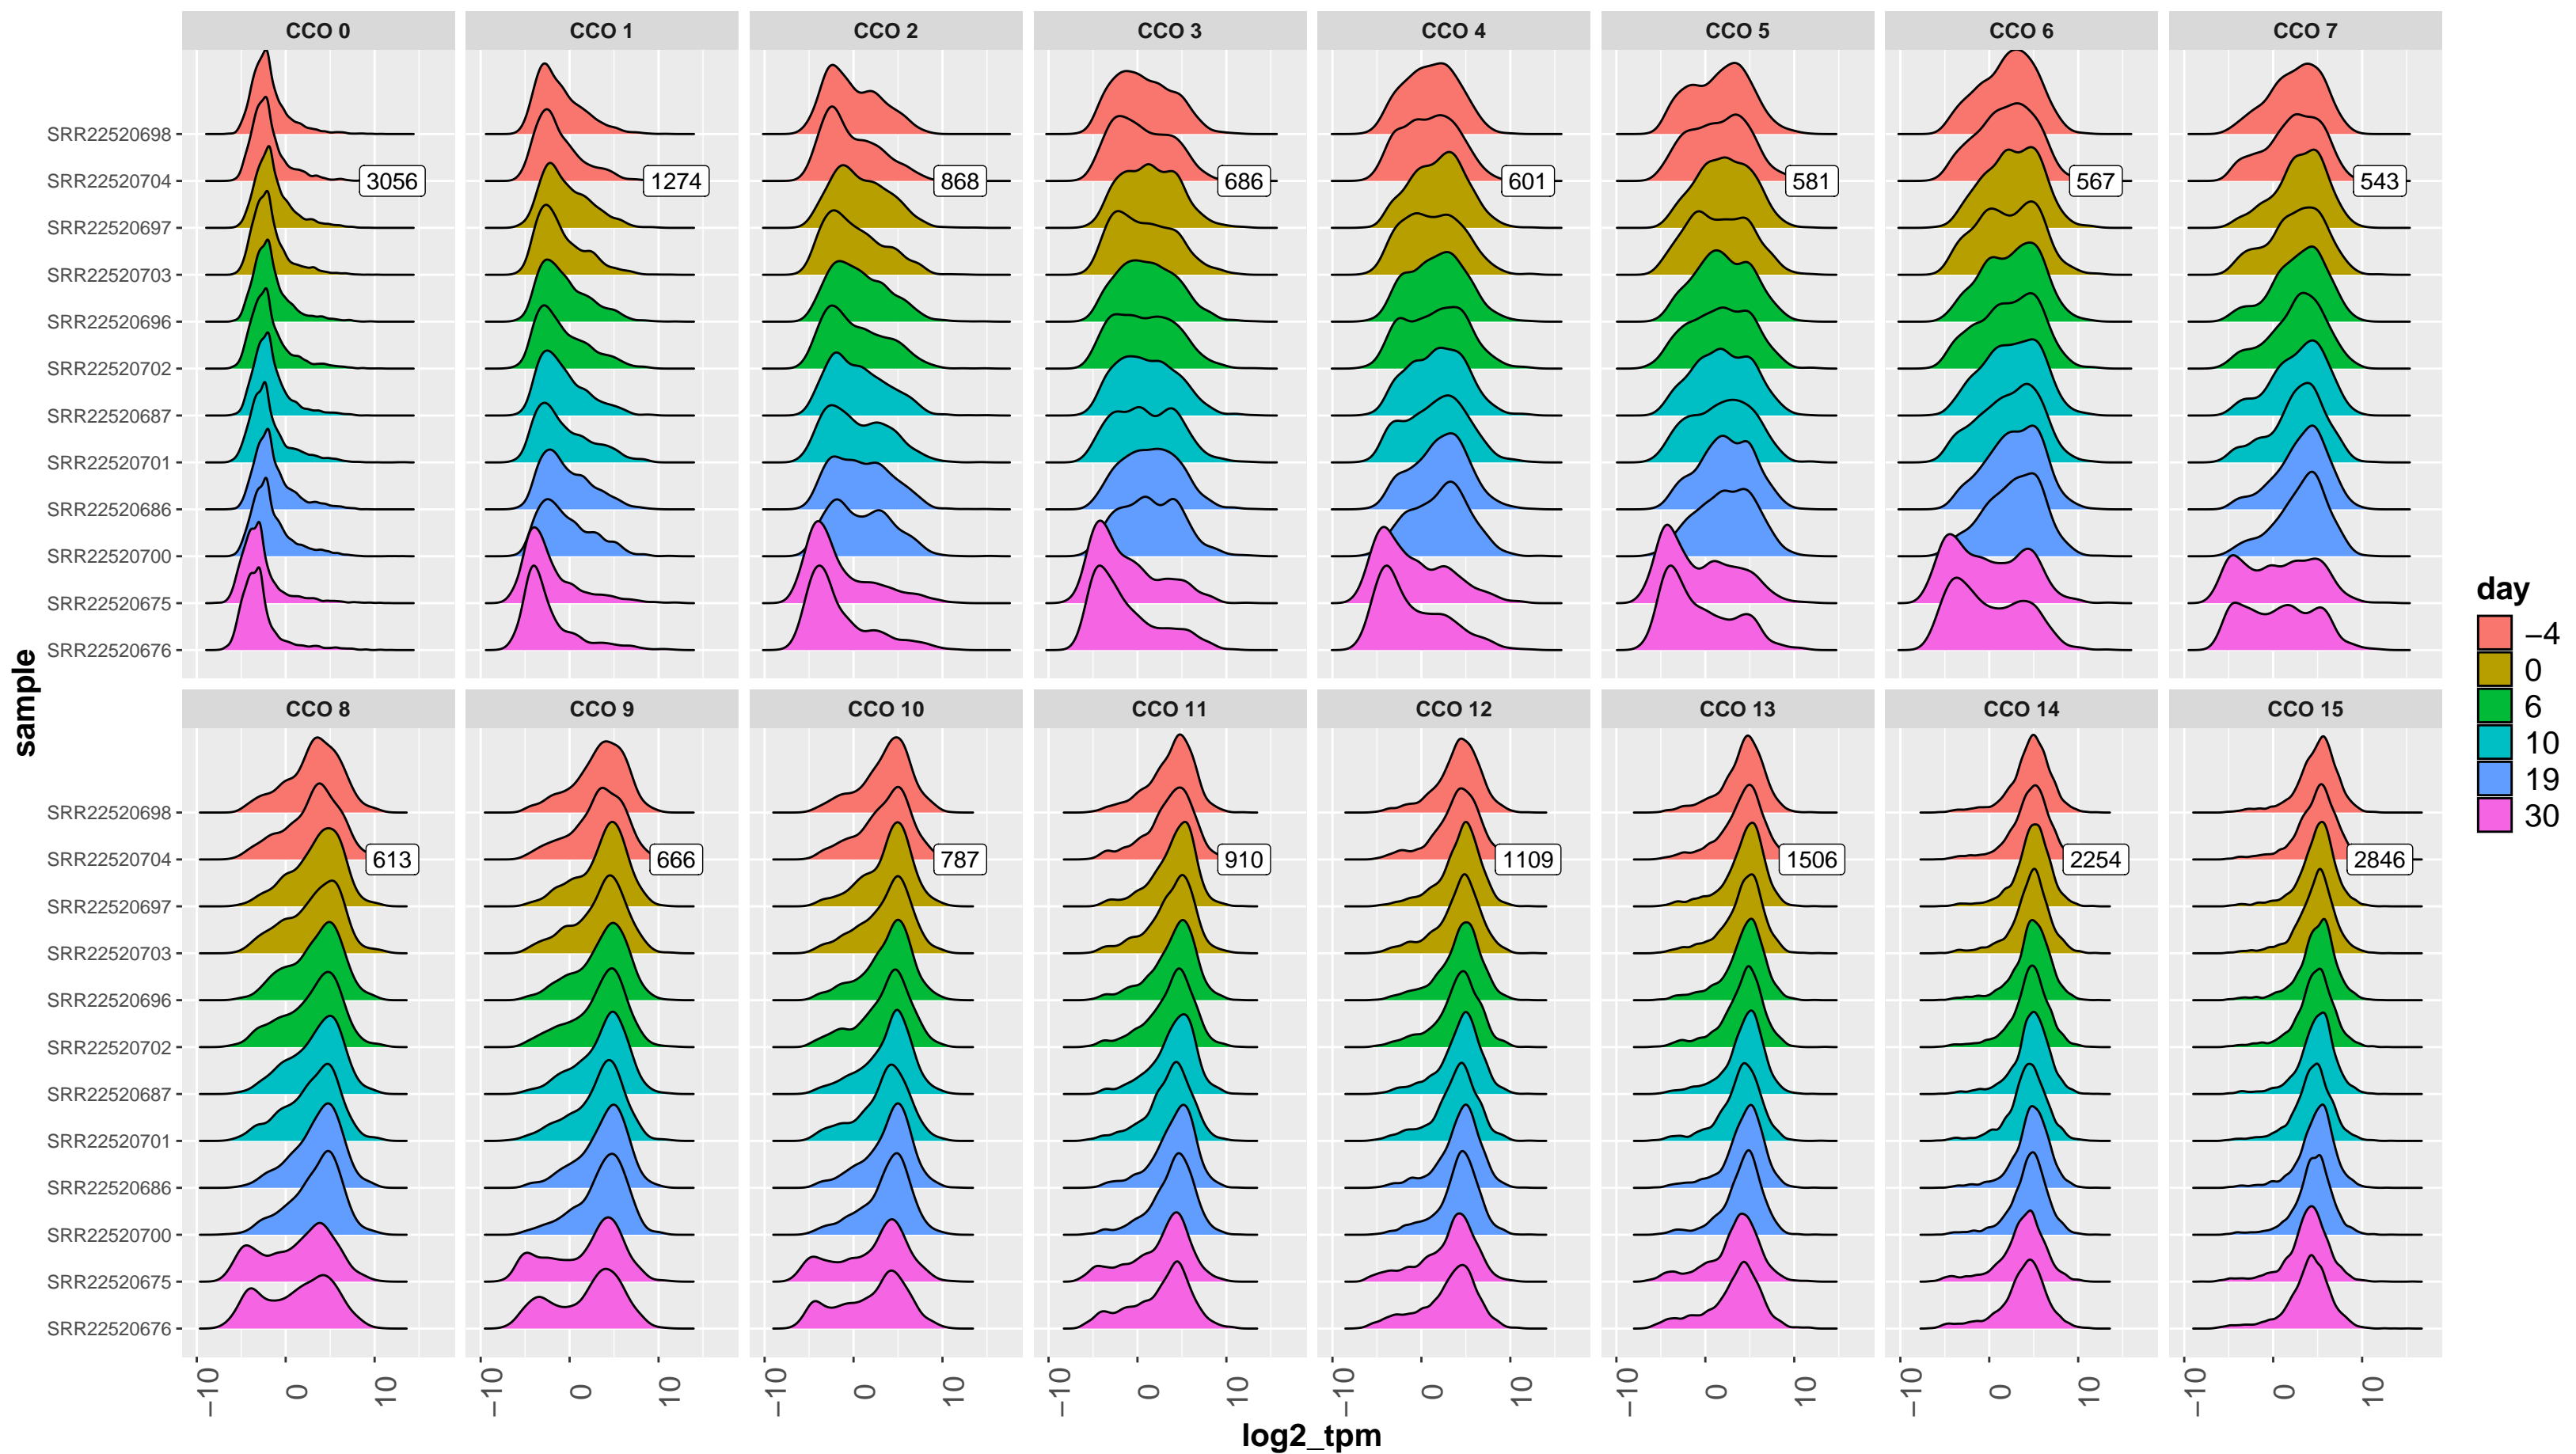 CCO 0 CCO 1 CCO 2 CCO 3 CCO 4 CCO 5 CCO 6 CCO 7
SRR22520698
SRR22520704 3056 1274 868 686 601 581 567 543
SRR22520697
SRR22520703
SRR22520696
SRR22520702
SRR22520687
SRR22520701
SRR22520686
SRR22520700
SRR22520675
SRR22520676
CCO 8 CCO 9 CCO 10 CCO 11 CCO 12 CCO 13 CCO 14 CCO 15
SRR22520698
SRR22520704 613 666 787 910 1109 1506 2254 2846
SRR22520697
SRR22520703
SRR22520696
SRR22520702
SRR22520687
SRR22520701
SRR22520686
SRR22520700
SRR22520675
SRR22520676
−10 0 10 −10 0 10 −10 0 10 −10 0 10 −10 0 10 −10 0 10 −10 0 10 −10 0 10
log2_tpm
sample
day
−4
0
6
10
19
30